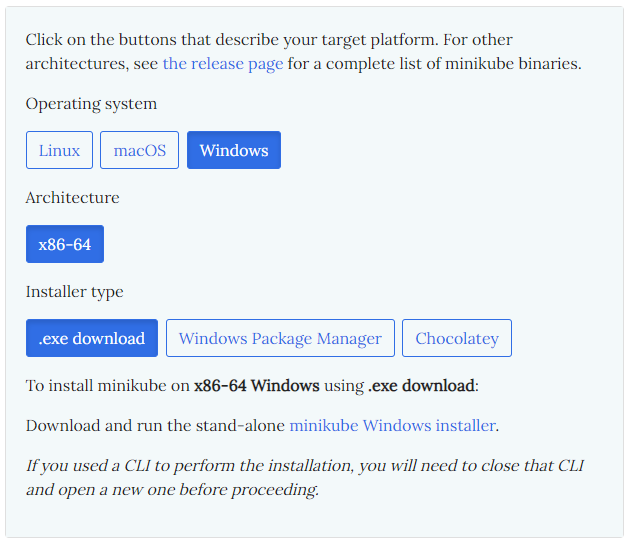 Click on the buttons that describe your target platform. For other
architectures, see the release page for a complete list of minikube binaries.
Operating system
Linux macOS Windows
Architecture
x86-64
Installer type
.exe download Windows Package Manager Chocolatey
To install minikube on x86-64 Windows using .exe download:
Download and run the stand-alone minikube Windows installer.
If you used a CLI to perform the installation, you will need to close that CLI
and open a new one before proceeding.